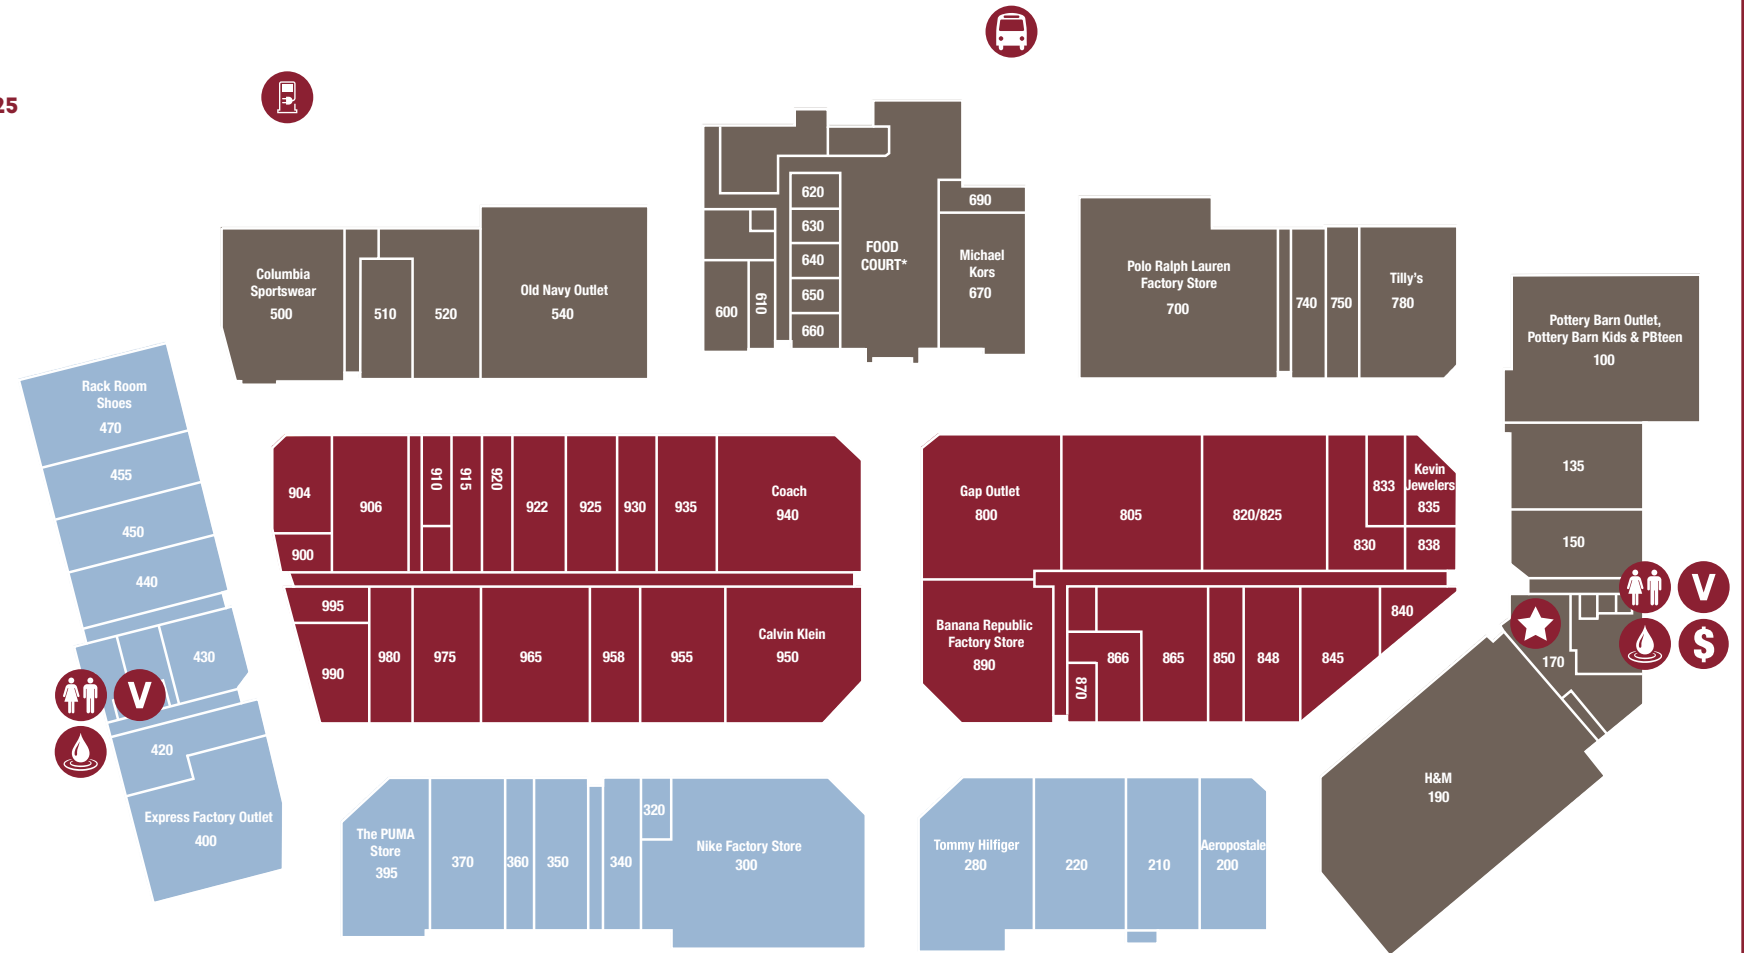 25
Columbia
Sportswear
500
510
520
Old Navy Outlet
540
600
610
620
630
640
650
660
FOOD
COURT*
690
Michael
Kors
670
Polo Ralph Lauren
Factory Store
700
740
750
Tilly's
780
Pottery Barn Outlet,
Pottery Barn Kids & PBteen
100
135
150
170
V
$
H&M
190
Rack Room
Shoes
470
455
450
440
430
V
420
Express Factory Outlet
400
904
900
906
910
915
920
922
925
930
935
Coach
940
995
990
980
975
965
958
955
Calvin Klein
950
Gap Outlet
800
805
820/825
830
833
Kevin
Jewelers
835
838
840
Banana Republic
Factory Store
890
870
866
865
850
848
845
The PUMA
Store
395
370
360
350
340
320
Nike Factory Store
300
Tommy Hilfiger
280
220
210
Aeropostale
200